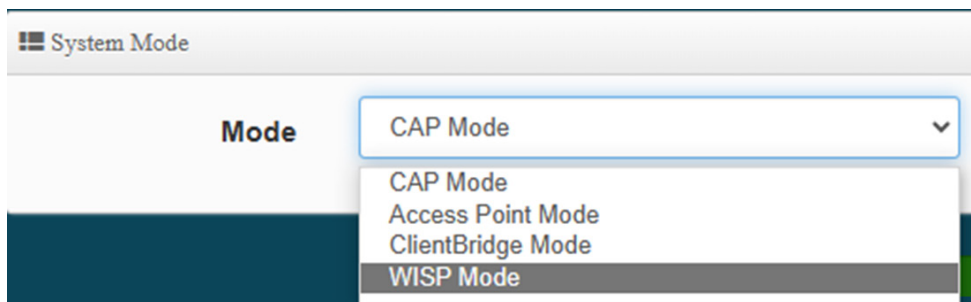 System Mode
Mode CAP Mode
CAP Mode
Access Point Mode
ClientBridge Mode
WISP Mode